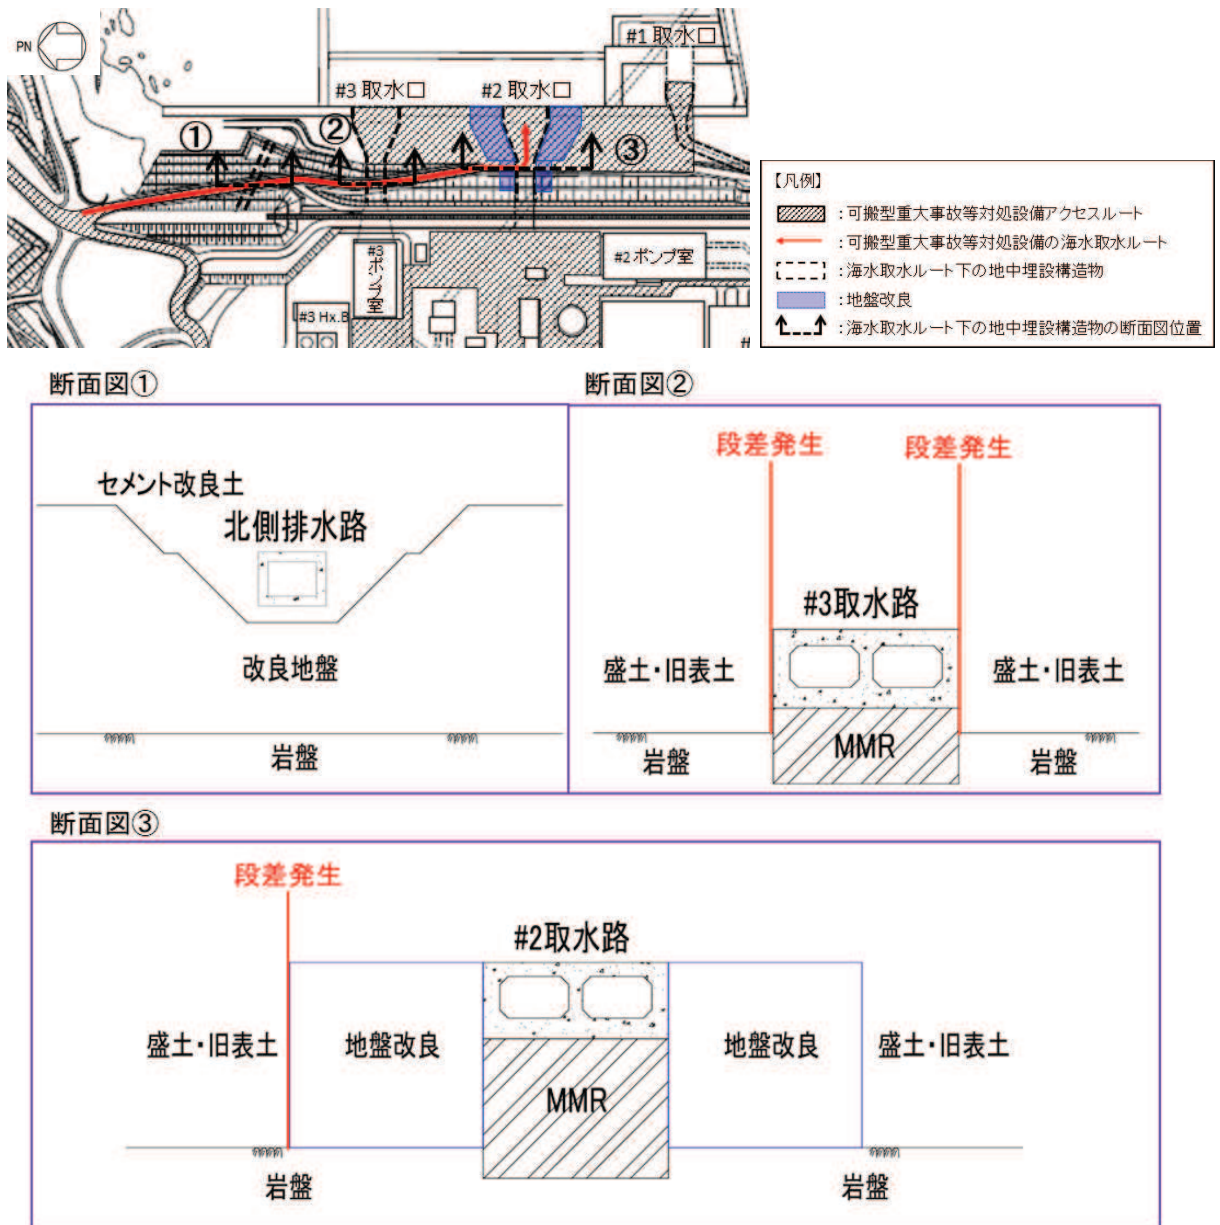 PN
#1 取水口
#3 取水口
#2 取水口
①
②
③
#3
ポンプ室
#2 ポンプ室
#3 Hx.B
【凡例】
：可搬型重大事故等対処設備アクセスルート
：可搬型重大事故等対処設備の海水取水ルート
：海水取水ルート下の地中埋設構造物
：地盤改良
：海水取水ルート下の地中埋設構造物の断面図位置
断面図①
セメント改良土
北側排水路
改良地盤
岩盤
断面図②
段差発生
段差発生
#3取水路
盛土・旧表土
盛土・旧表土
MMR
岩盤
岩盤
断面図③
段差発生
#2取水路
盛土・旧表土
地盤改良
地盤改良
盛土・旧表土
MMR
岩盤
岩盤